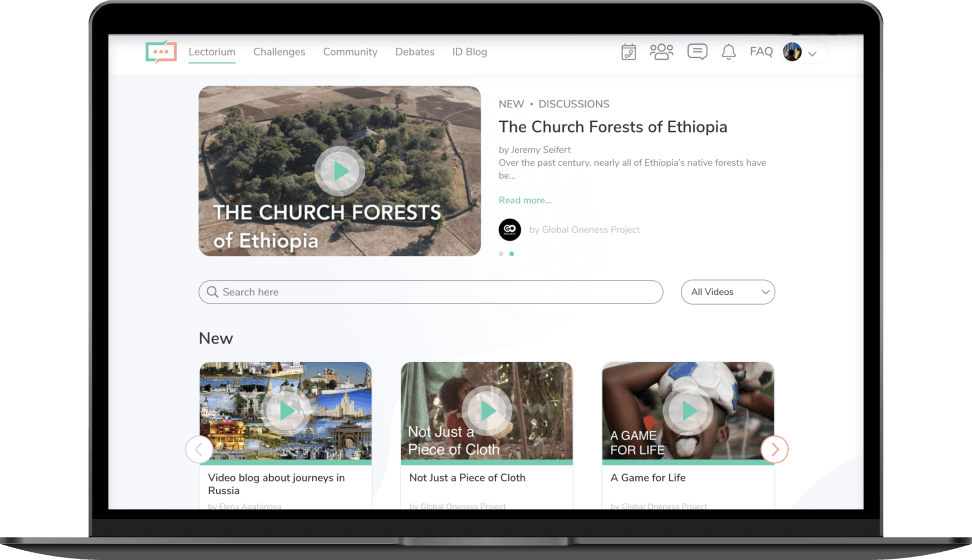 Lectorium Challenges Community Debates ID Blog FAQ
NEW • DISCUSSIONS
The Church Forests of Ethiopia
by Jeremy Seifert
Over the past century, nearly all of Ethiopia's native forests have
be...
Read more...
by Global Oneness Project
THE CHURCH FORESTS
of Ethiopia
Search here
All Videos
New
Video blog about journeys in
Russia
by Elena Agafonova
Not Just a
Piece of Cloth
Not Just a Piece of Cloth
by Global Oneness Project
A GAME
FOR LIFE
A Game for Life
by Global Oneness Project